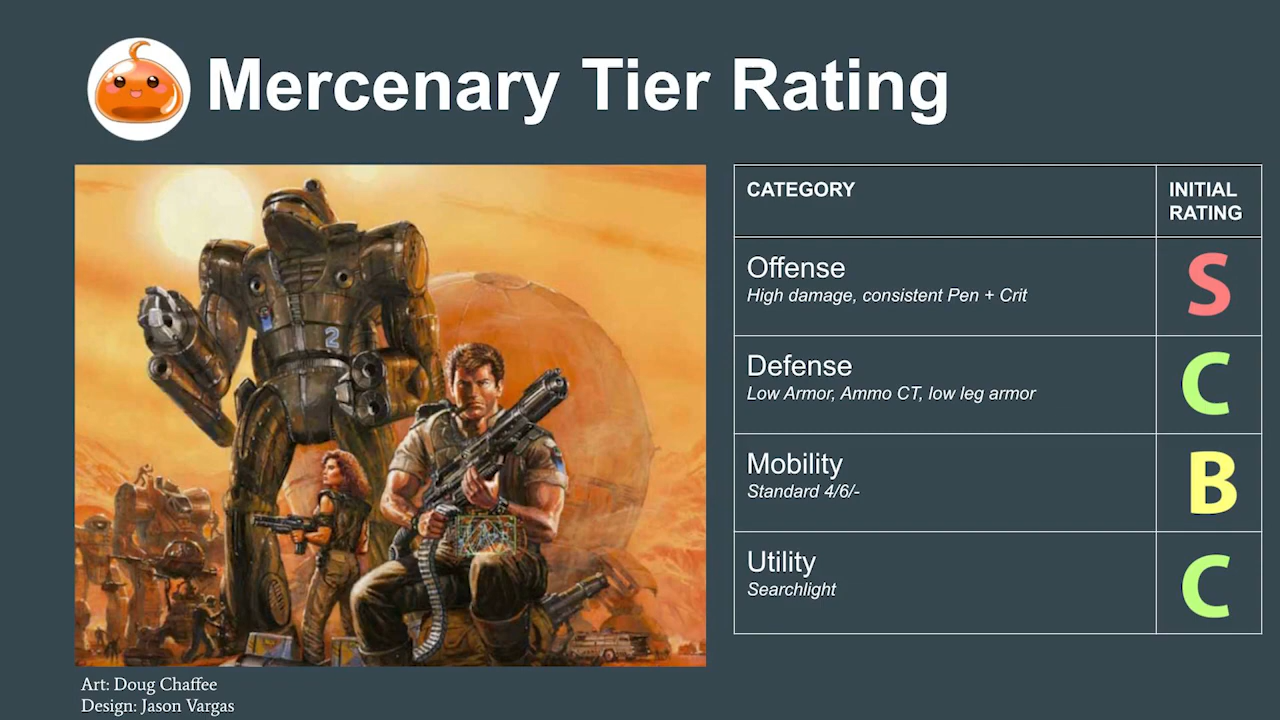 Mercenary Tier Rating
CATEGORY
INITIAL
RATING
Offense
High damage, consistent Pen + Crit
S
Defense
Low Armor, Ammo CT, low leg armor
C
Mobility
Standard 4/6/-
B
Utility
Searchlight
C
2
Art: Doug Chaffee
Design: Jason Vargas